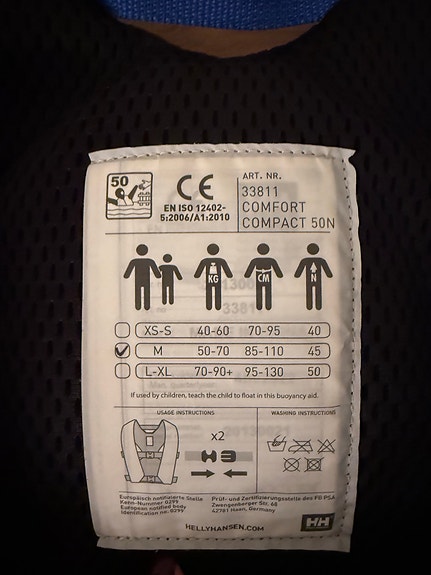 50
CE
EN ISO 12402-
5:2006/A1:2010
ART. NR.
33811
COMFORT
COMPACT 50N
KG
CM
N
XS-S 40-60 70-95 40
M 50-70 85-110 45
L-XL 70-90+ 95-130 50
If used by children, teach the child to float in this buoyancy aid.
USAGE INSTRUCTIONS
x2
WASHING INSTRUCTIONS
Europäisch notifizierte Stelle
Kenn-Nummer 0299
European notified body
Identification no. 0299
Prüf- und Zertifizierungsstelle des FB PSA
Zwengenberger Str. 68
42781 Haan, Germany
HELLYHANSEN.COM
HH